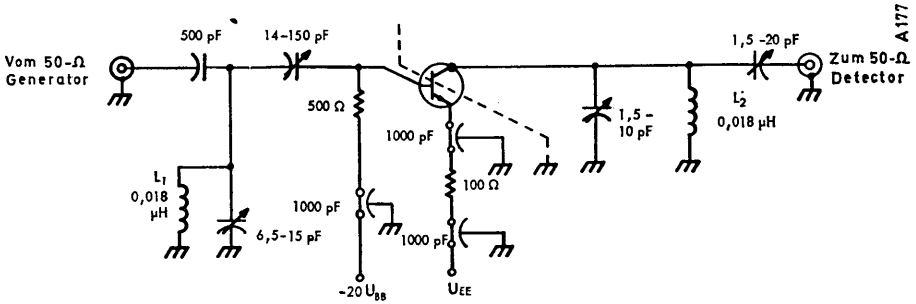 A177
500 pF
14-150 pF
1,5 -20 pF
Vom 50-Ω
Generator
Zum 50-Ω
Detector
500 Ω
1000 pF
1,5 -
10 pF
L2
0,018 µH
L1
0,018
µH
100 Ω
1000 pF
6,5-15 pF
1000 pF
-20 UBB
UEE